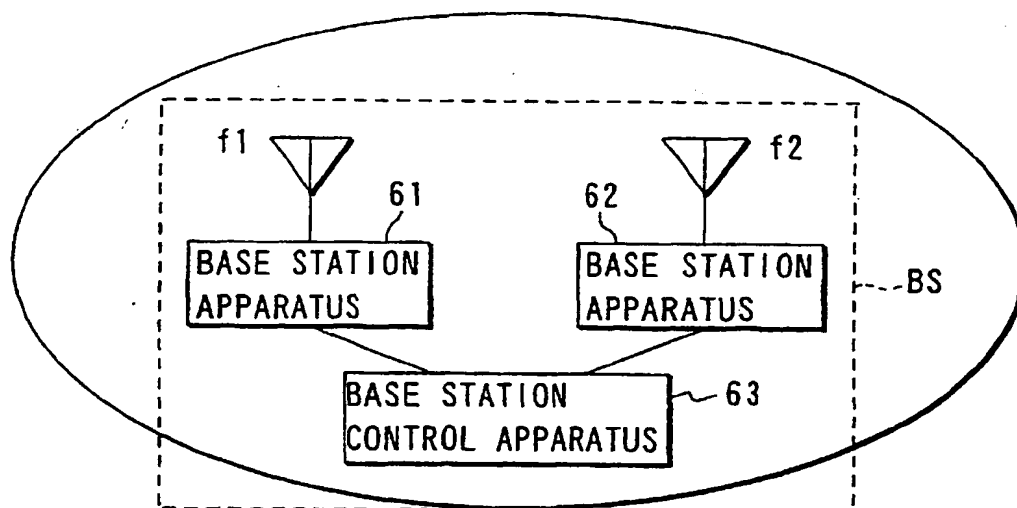 f1
f2
61
62
BASE STATION
APPARATUS
BASE STATION
APPARATUS
BS
BASE STATION
CONTROL APPARATUS
63